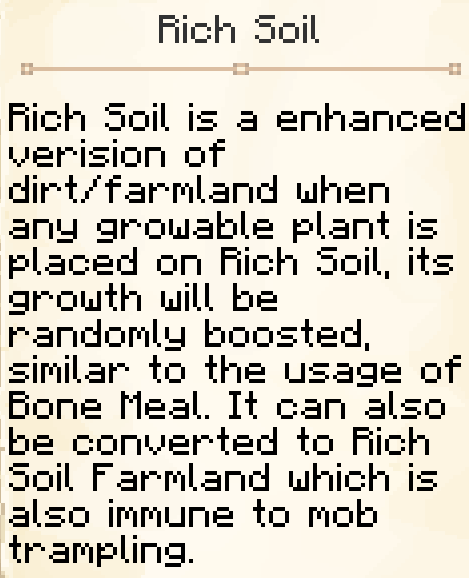 Rich Soil
Rich Soil is a enhanced
verision of
dirt/farmland when
any growable plant is
placed on Rich Soil, its
growth will be
randomly boosted,
similar to the usage of
Bone Meal. It can also
be converted to Rich
Soil Farmland which is
also immune to mob
trampling.